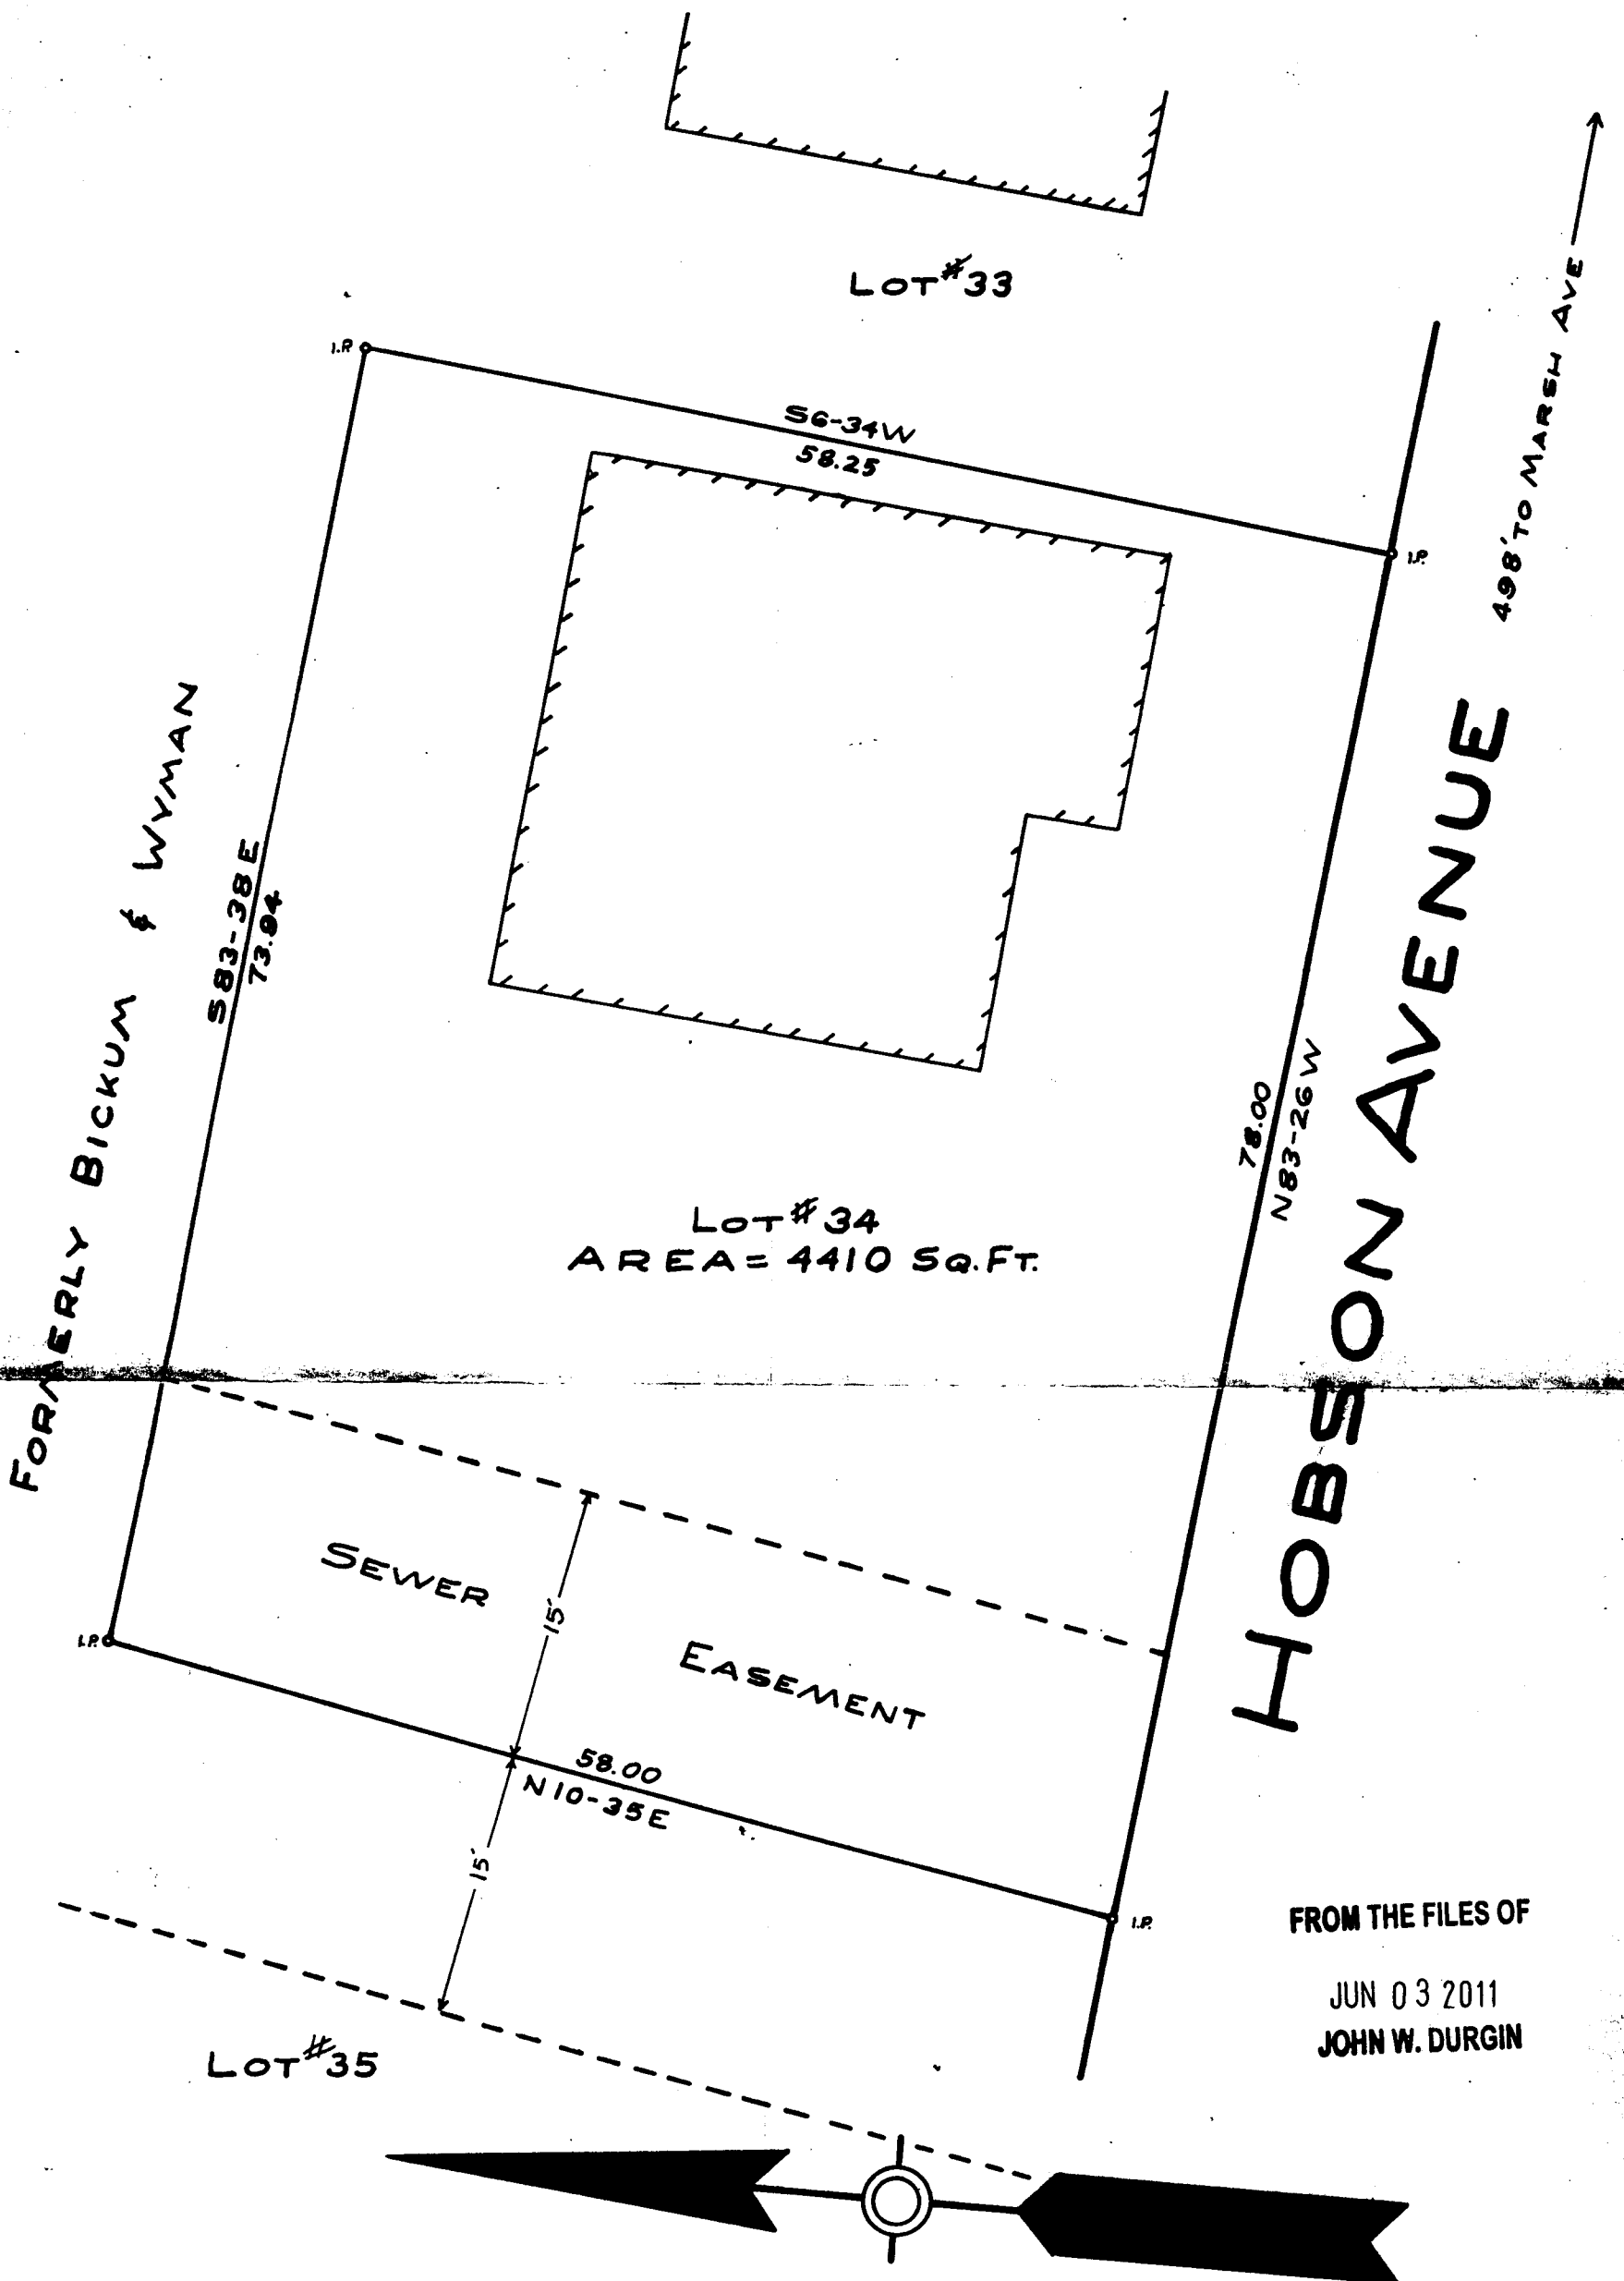 LOT #33
I.P.
S6-34W
58.25
I.P.
498' TO MARSH AVE
FORMERLY BICKUM & WYMAN
S83-38E
73.94
78.00
N83-26W
HOBSON AVENUE
LOT #34
AREA = 4410 SQ.FT.
SEWER
EASEMENT
15'
I.P.
58.00
N10-35E
15'
I.P.
LOT #35
FROM THE FILES OF
JUN 03 2011
JOHN W. DURGIN